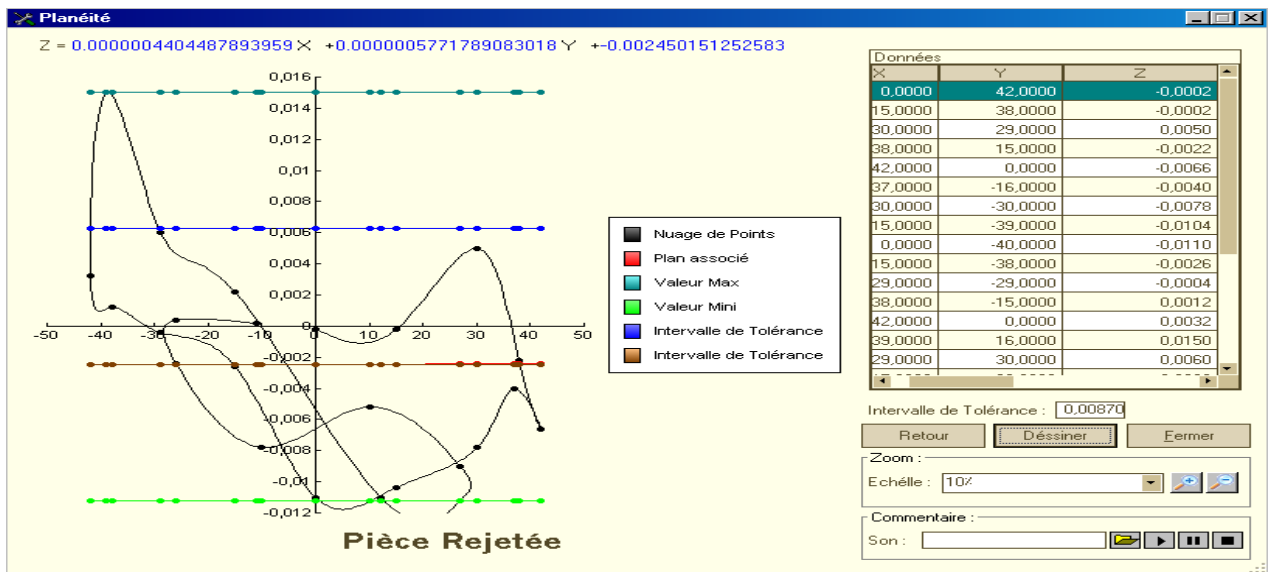 Planéité
Z = 0.0000004404487893959 X +0.0000005771789083018 Y +-0.002450151252583
0,016
0,014
0,012
0,01
0,008
0,006
0,004
0,002
0
-0,002
-0,004
-0,006
-0,008
-0,01
-0,012
-50 -40 -30 -20 -10 0 10 20 30 40 50
Nuage de Points
Plan associé
Valeur Max
Valeur Mini
Intervalle de Tolérance
Intervalle de Tolérance
Pièce Rejetée
Données
X Y Z
0,0000 42,0000 -0,0002
15,0000 38,0000 -0,0002
30,0000 29,0000 0,0050
38,0000 15,0000 -0,0022
42,0000 0,0000 -0,0066
37,0000 -16,0000 -0,0040
30,0000 -30,0000 -0,0078
15,0000 -39,0000 -0,0104
0,0000 -40,0000 -0,0110
15,0000 -38,0000 -0,0026
29,0000 -29,0000 -0,0004
38,0000 -15,0000 0,0012
42,0000 0,0000 0,0032
39,0000 16,0000 0,0150
29,0000 30,0000 0,0060
Intervalle de Tolérance : 0,00870
Retour Déssiner Fermer
Zoom :
Echélle : 10%
Commentaire :
Son :